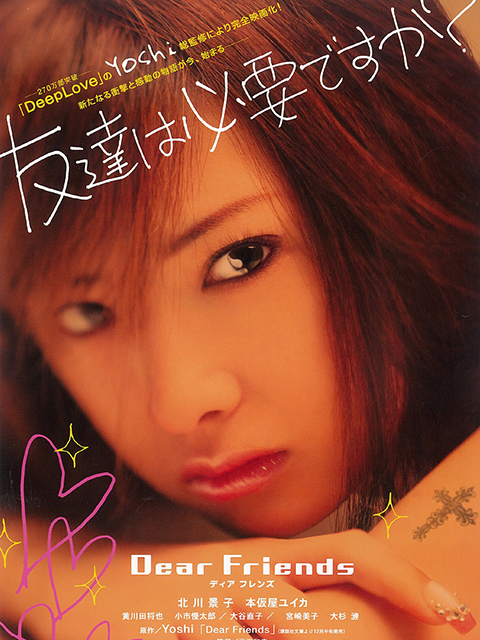 ――270万部突破――
「DeepLove」のYoshi総監修により完全映画化!
新たなる衝撃と感動の物語が今、始まる――
友達は必要ですか?
Dear Friends
ディア フレンズ
北川景子 本仮屋ユイカ
黄川田将也 小市慢太郎／大谷直子／宮崎美子 大杉漣
原作／Yoshi「Dear Friends」